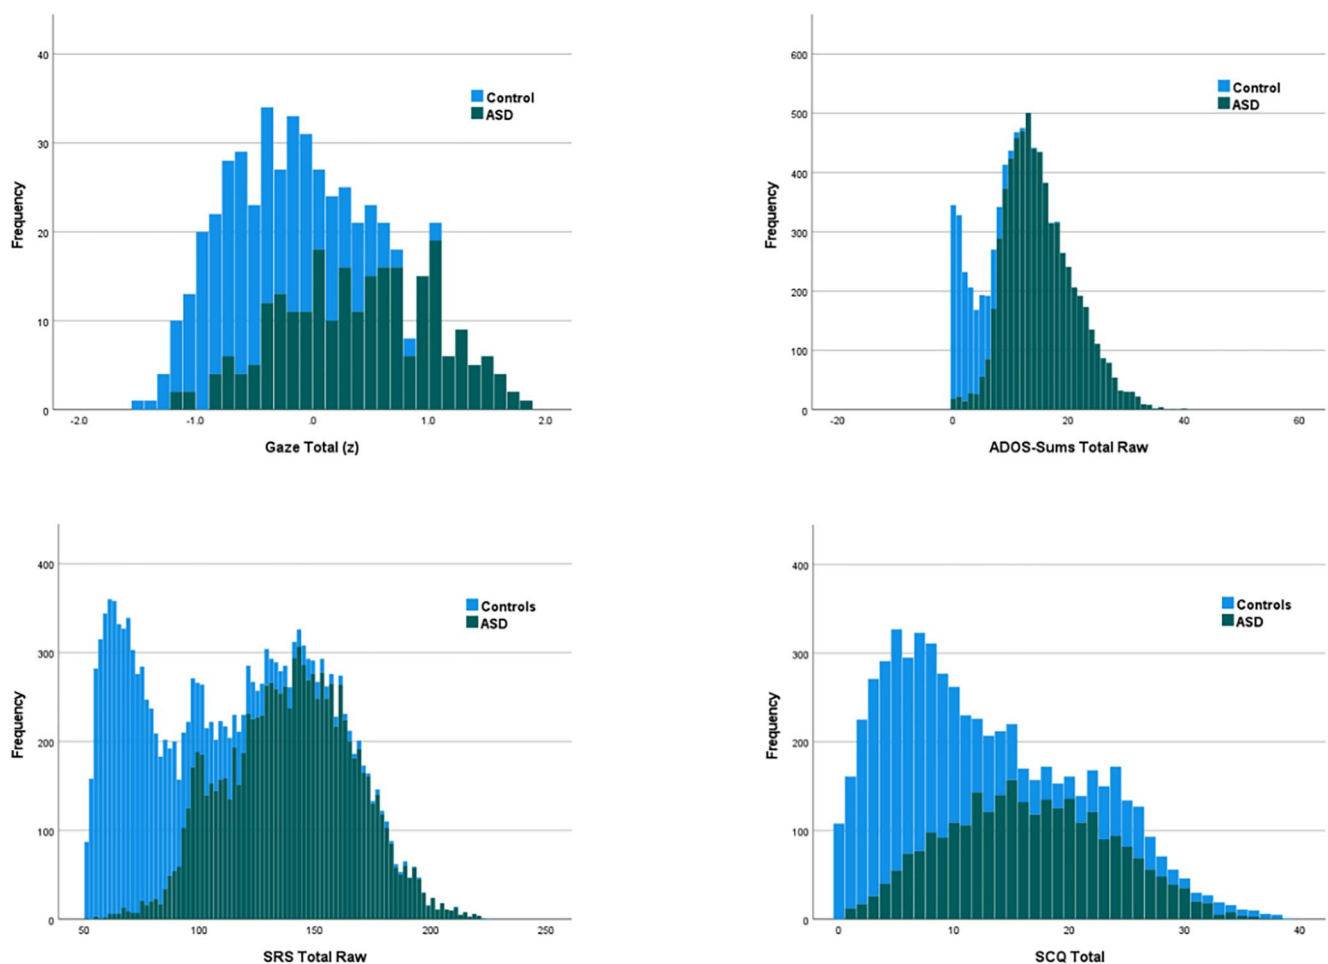 40
30
20
10
0
Frequency
Control
ASD
-2.0
-1.0
.0
1.0
2.0
Gaze Total (z)
600
500
400
300
200
100
0
Frequency
Control
ASD
-20
0
20
40
60
ADOS-Sums Total Raw
400
300
200
100
0
Frequency
Controls
ASD
50
100
150
200
250
SRS Total Raw
400
300
200
100
0
Frequency
Controls
ASD
0
10
20
30
40
SCQ Total